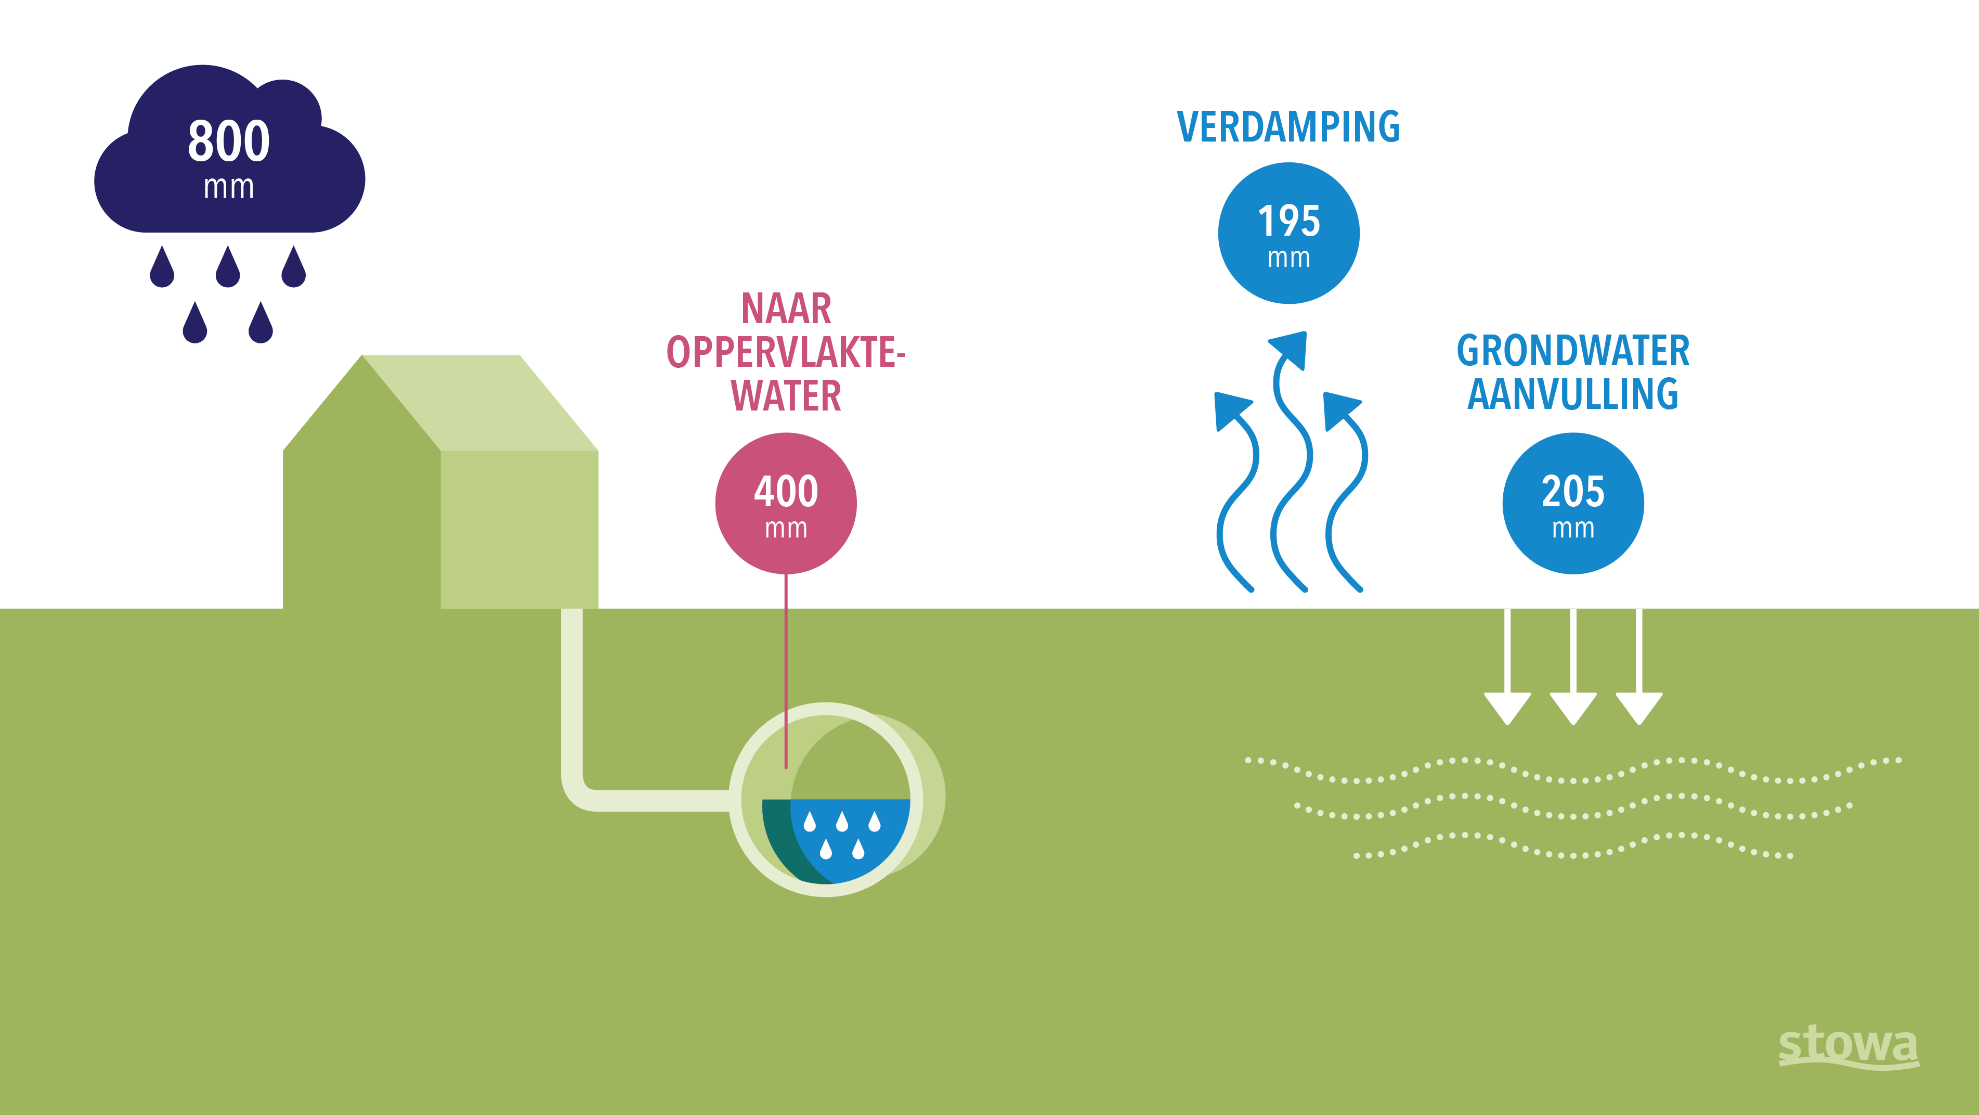 800
mm
NAAR
OPPERVLAKTE-
WATER
400
mm
VERDAMPING
195
mm
GRONDWATER
AANVULLING
205
mm
stowa